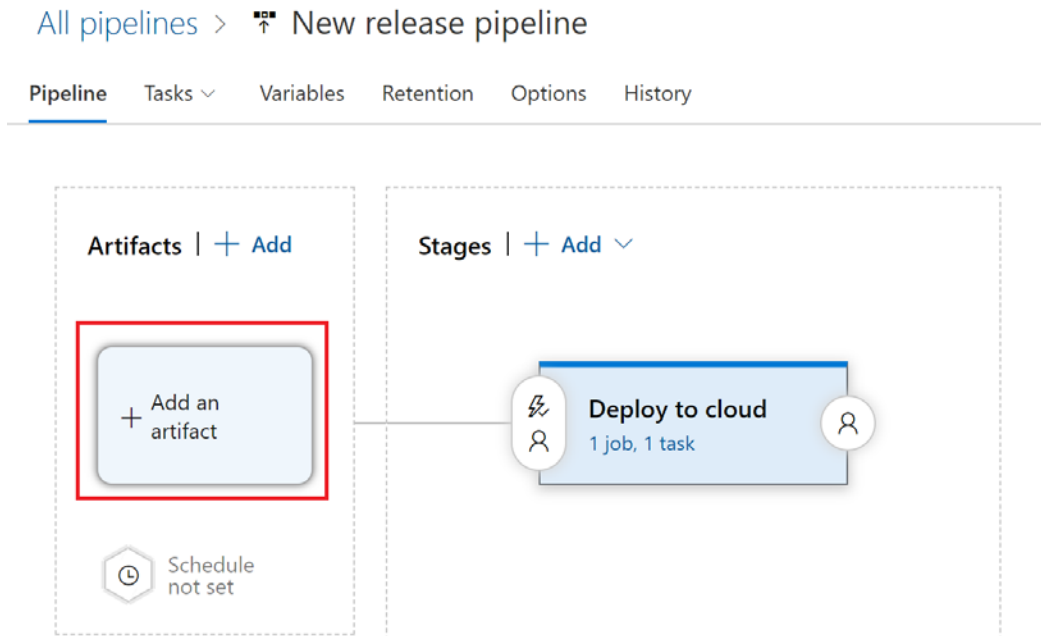 All pipelines > New release pipeline
Pipeline Tasks Variables Retention Options History
Artifacts | + Add
Stages | + Add
+ Add an
artifact
Deploy to cloud
1 job, 1 task
Schedule
not set